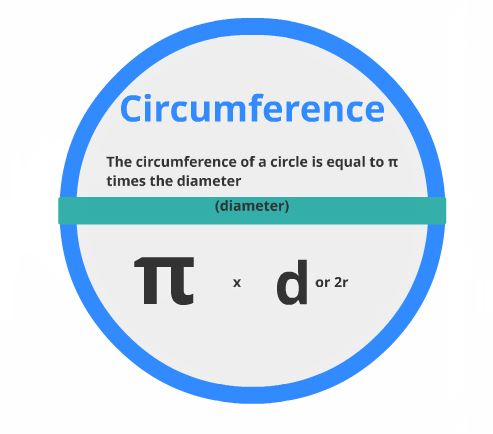 Circumference
The circumference of a circle is equal to π
times the diameter
(diameter)
π x d or 2r